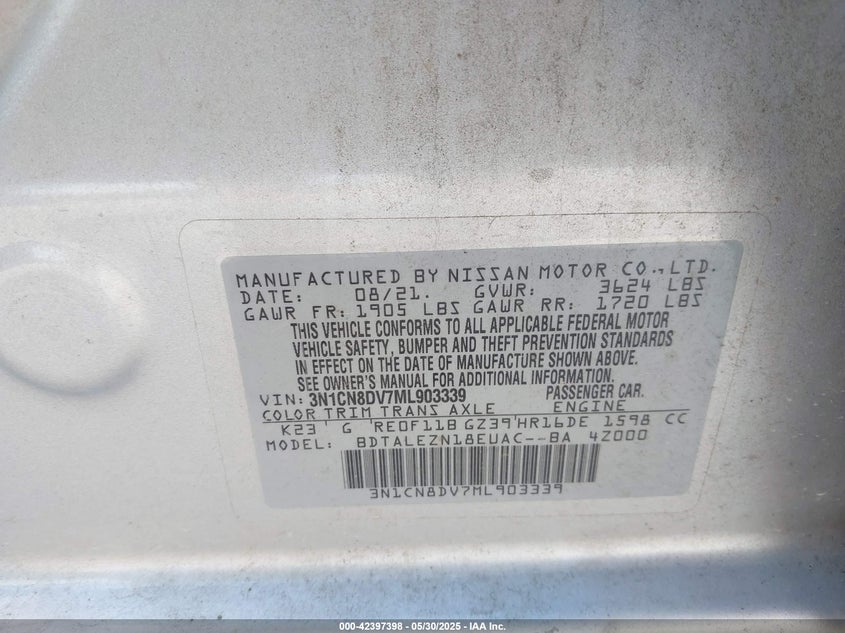 MANUFACTURED BY NISSAN MOTOR CO.,LTD.
DATE: 08/21. GVWR: 3624 LBS
GAWR FR: 1905 LBS GAWR RR: 1720 LBS
THIS VEHICLE CONFORMS TO ALL APPLICABLE FEDERAL MOTOR
VEHICLE SAFETY, BUMPER AND THEFT PREVENTION STANDARDS
IN EFFECT ON THE DATE OF MANUFACTURE SHOWN ABOVE.
SEE OWNER'S MANUAL FOR ADDITIONAL INFORMATION.
VIN: 3N1CN8DV7ML903339 PASSENGER CAR.
COLOR TRIM TRANS AXLE ENGINE
K23 G RE0F11B GZ39 HR16DE 1598 CC
MODEL: BDTALEZN18EUAC--BA 4Z000
3N1CN8DV7ML903339
000-42397398 — 05/30/2025 - IAA Inc.